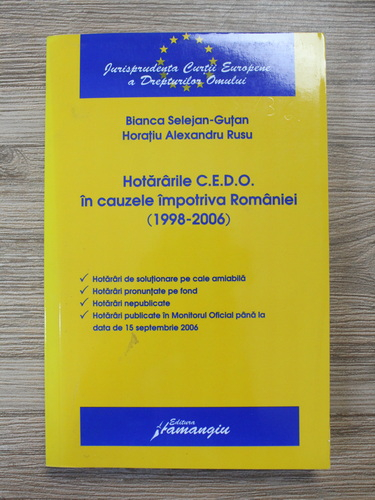 Jurisprudența Curții Europene
a Drepturilor Omului
Bianca Selejan-Guțan
Horațiu Alexandru Rusu
Hotărârile C.E.D.O.
în cauzele împotriva României
(1998-2006)
✓ Hotărâri de soluționare pe cale amiabilă
✓ Hotărâri pronunțate pe fond
✓ Hotărâri nepublicate
✓ Hotărâri publicate în Monitorul Oficial până la
data de 15 septembrie 2006
Editura
Hamangiu